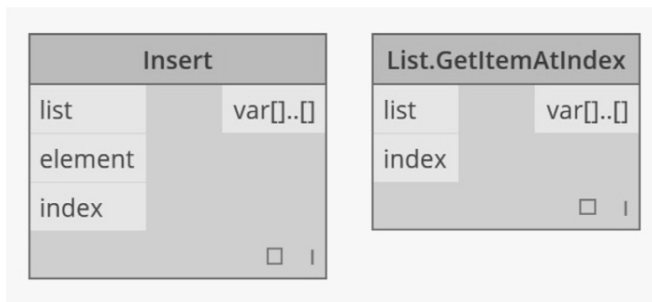 Insert
list
var[]..[]
element
index
List.GetItemAtIndex
list
var[]..[]
index